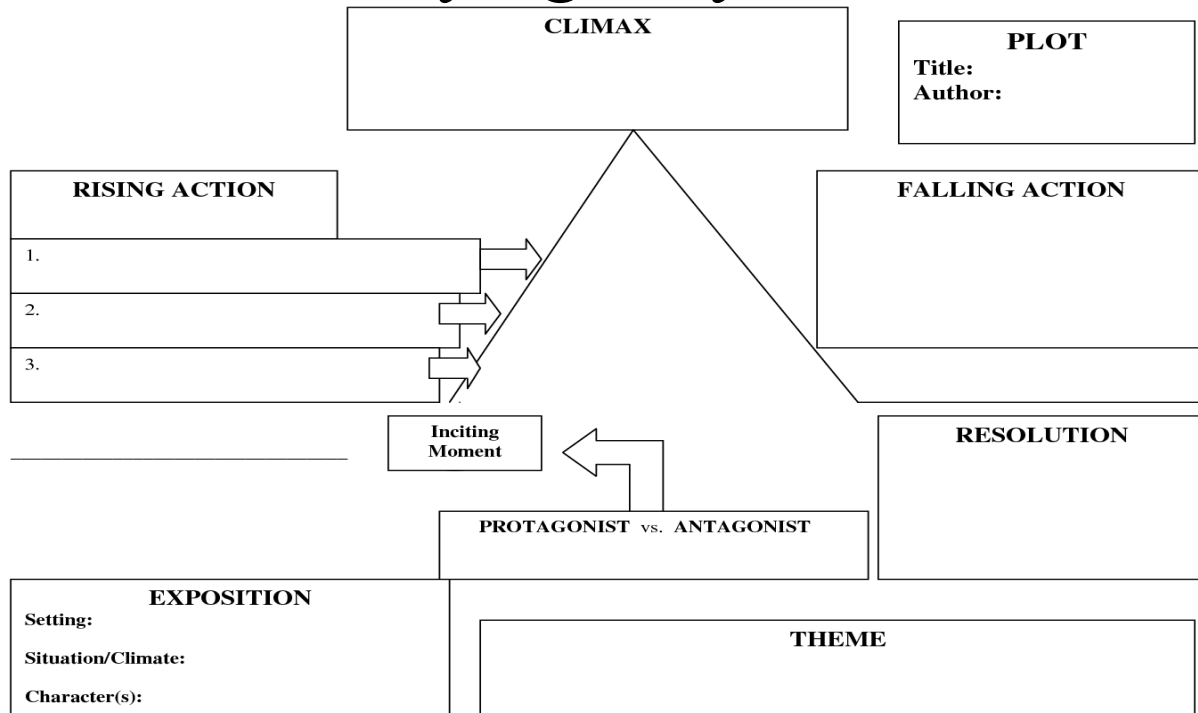 CLIMAX
PLOT
Title:
Author:
RISING ACTION
FALLING ACTION
1.
2.
3.
Inciting
Moment
RESOLUTION
PROTAGONIST vs. ANTAGONIST
EXPOSITION
Setting:
Situation/Climate:
Character(s):
THEME